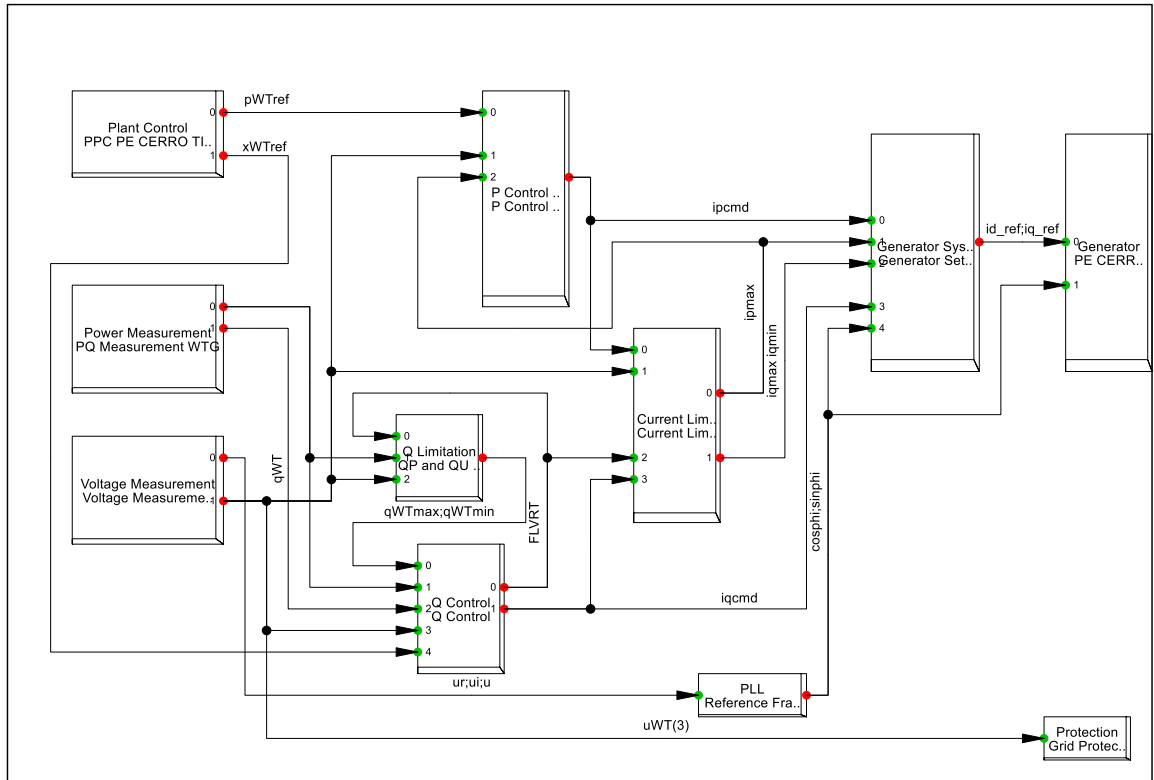 pWTref
0
Plant Control
PPC PE CERRO TI..
xWTref
1
0
1
2
P Control ..
P Control ..
ipcmd
0
1
Generator Sys..
Generator Set..
2
3
4
id_ref;iq_ref
0
Generator
PE CERR..
1
0
Power Measurement
1
PQ Measurement WTG
ipmax
iqmax iqmin
0
1
0
Current Lim..
Current Lim..
2
1
3
0
Q Limitation
1
QP and QU ..
2
qWTmax;qWTmin
0
Voltage Measurement
Voltage Measureme..
1
qWT
FLVRT
cosphi;sinphi
0
1
0
Q Control
2
1
Q Control
3
4
iqcmd
ur;ui;u
PLL
Reference Fra..
uWT(3)
Protection
Grid Protec..